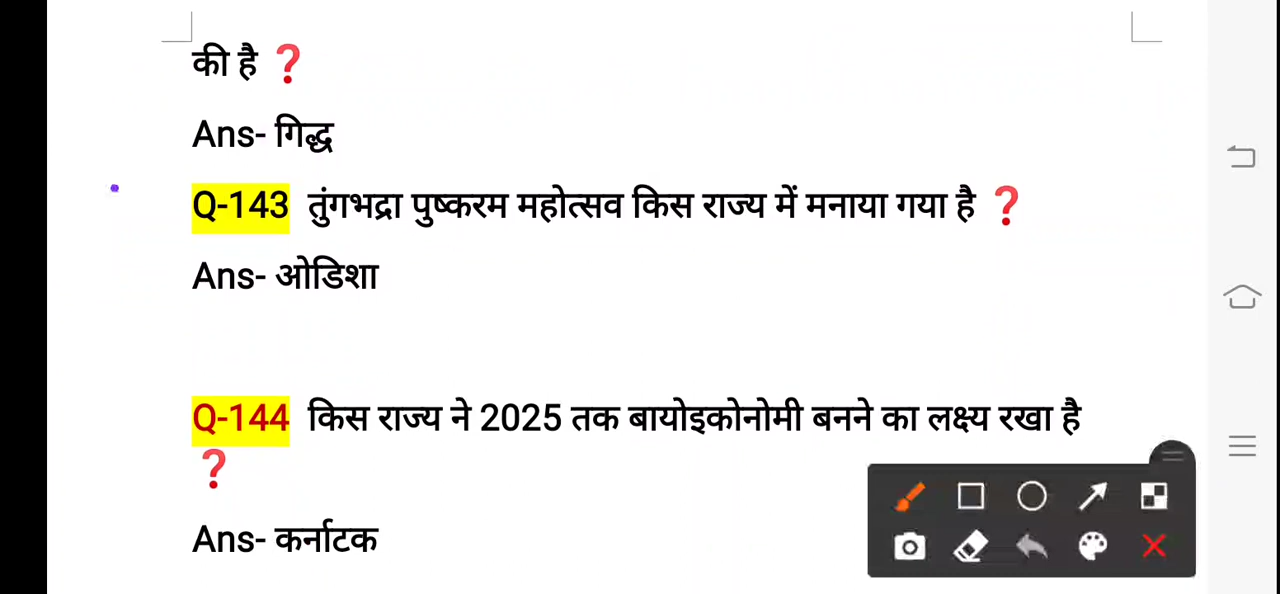 की है ❓
Ans- गिद्ध
Q-143 तुंगभद्रा पुष्करम महोत्सव किस राज्य में मनाया गया है ❓
Ans- ओडिशा
Q-144 किस राज्य ने 2025 तक बायोइकोनोमी बनने का लक्ष्य रखा है
❓
Ans- कर्नाटक